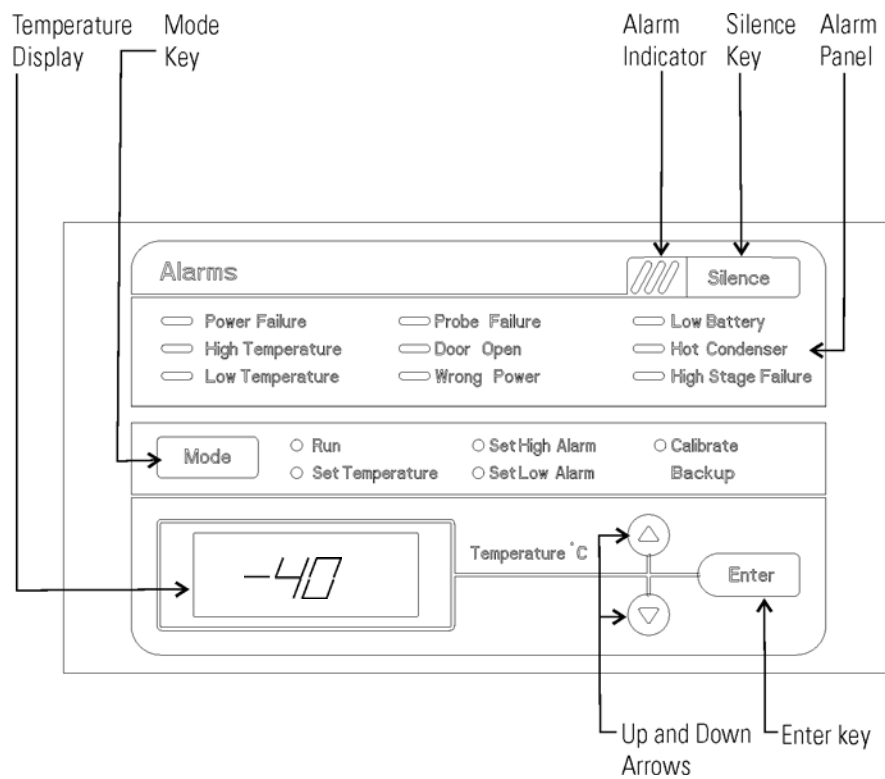 Temperature Display
Mode Key
Alarm Indicator
Silence Key
Alarm Panel
Alarms
Silence
Power Failure
Probe Failure
Low Battery
High Temperature
Door Open
Hot Condenser
Low Temperature
Wrong Power
High Stage Failure
Mode
Run
Set High Alarm
Calibrate
Set Temperature
Set Low Alarm
Backup
-40
Temperature °C
Enter
Up and Down Arrows
Enter key